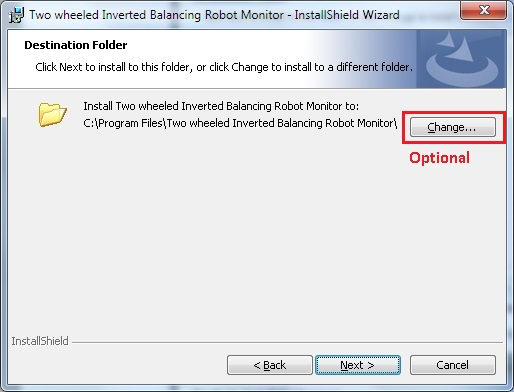 Two wheeled Inverted Balancing Robot Monitor - InstallShield Wizard
Destination Folder
Click Next to install to this folder, or click Change to install to a different folder.
Install Two wheeled Inverted Balancing Robot Monitor to:
C:\Program Files\Two wheeled Inverted Balancing Robot Monitor\
Change...
Optional
InstallShield
< Back
Next >
Cancel